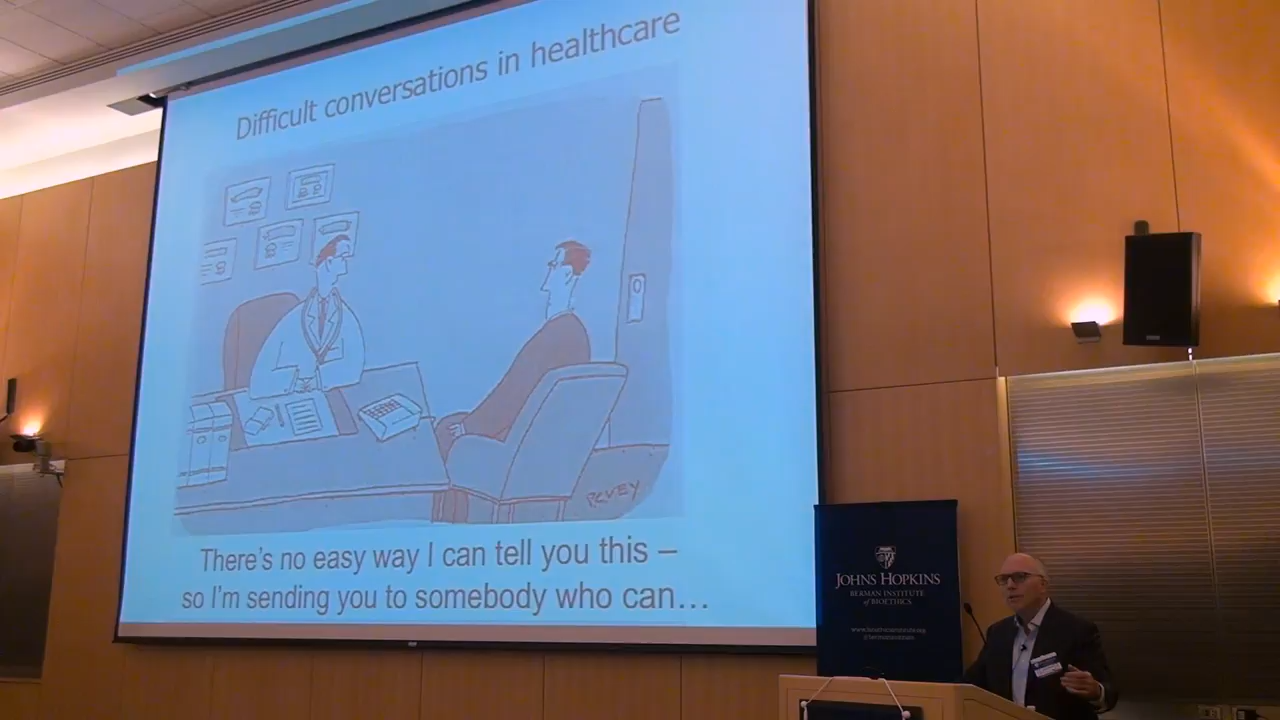 Difficult conversations in healthcare
P.C.VEY
There's no easy way I can tell you this –
so I'm sending you to somebody who can…
JOHNS HOPKINS
BERMAN INSTITUTE
of BIOETHICS